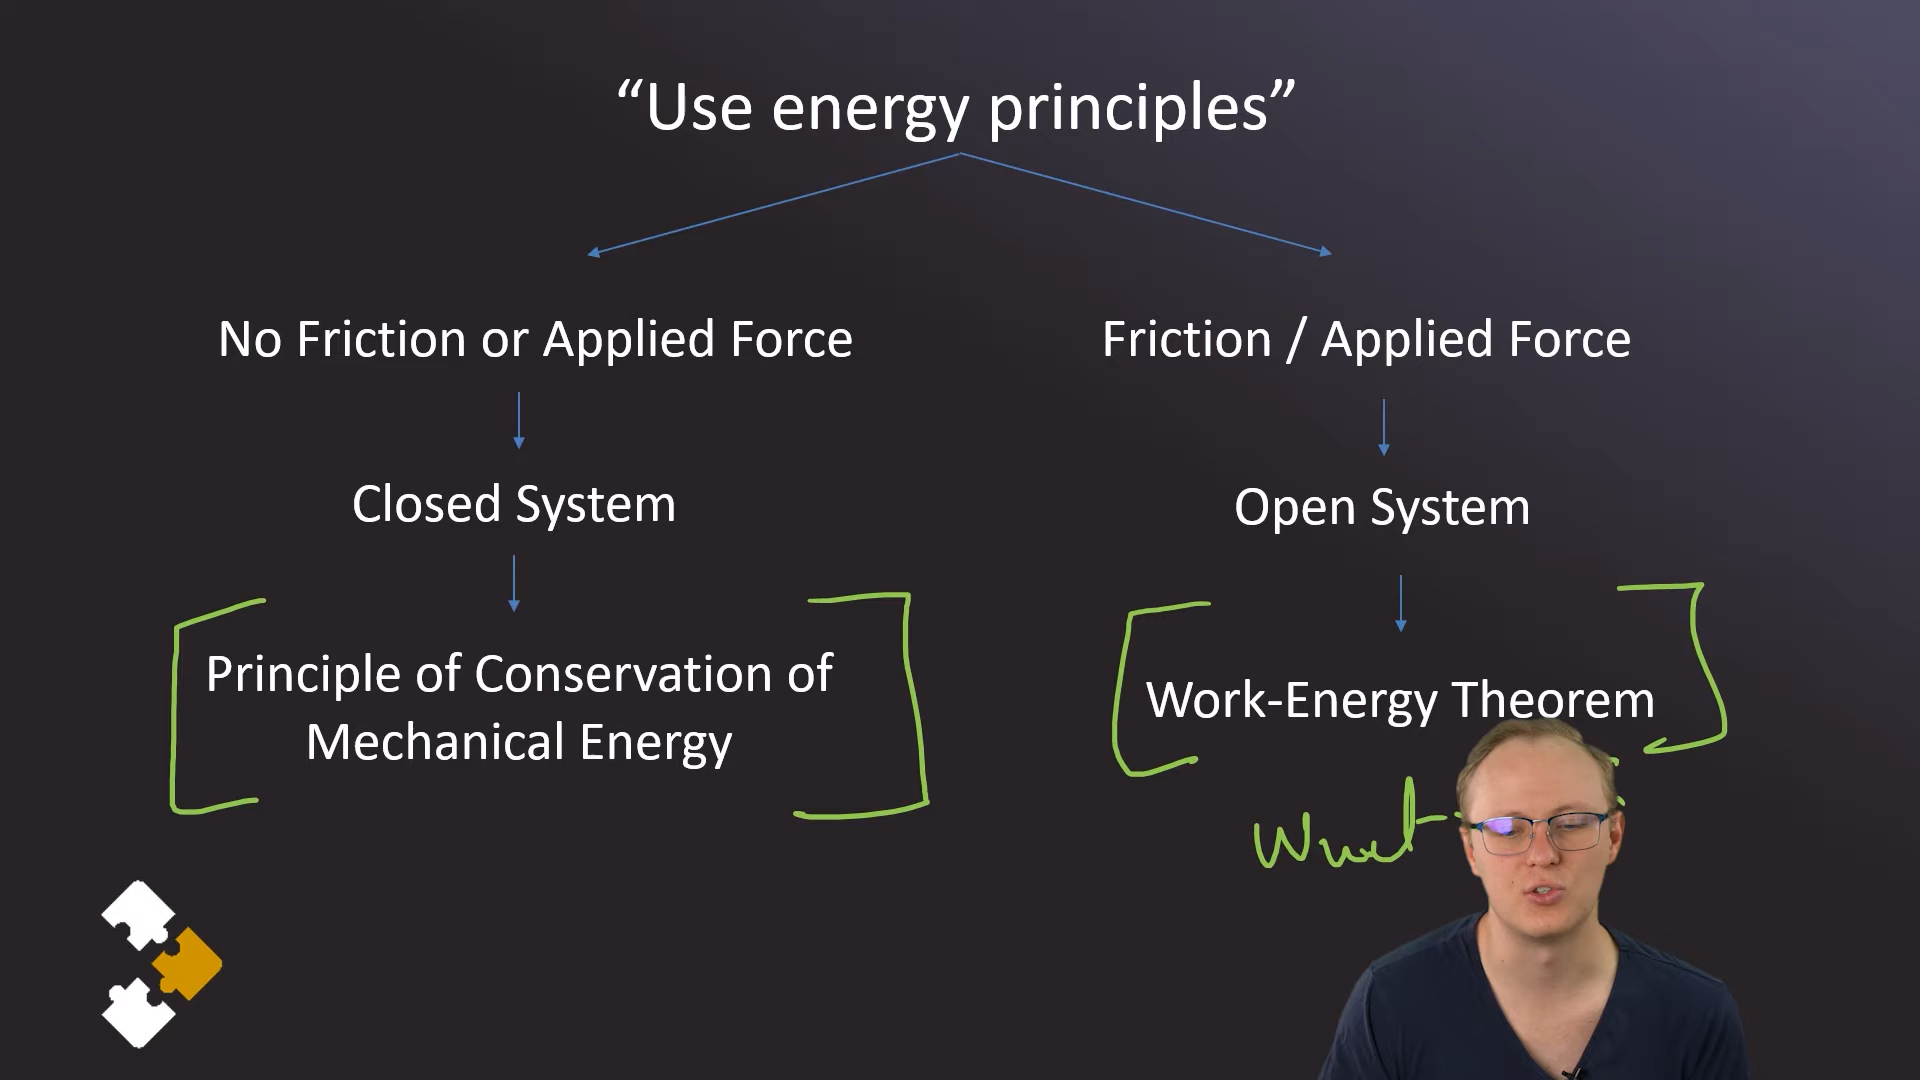 “Use energy principles”
No Friction or Applied Force
Friction / Applied Force
Closed System
Open System
Principle of Conservation of
Mechanical Energy
Work-Energy Theorem